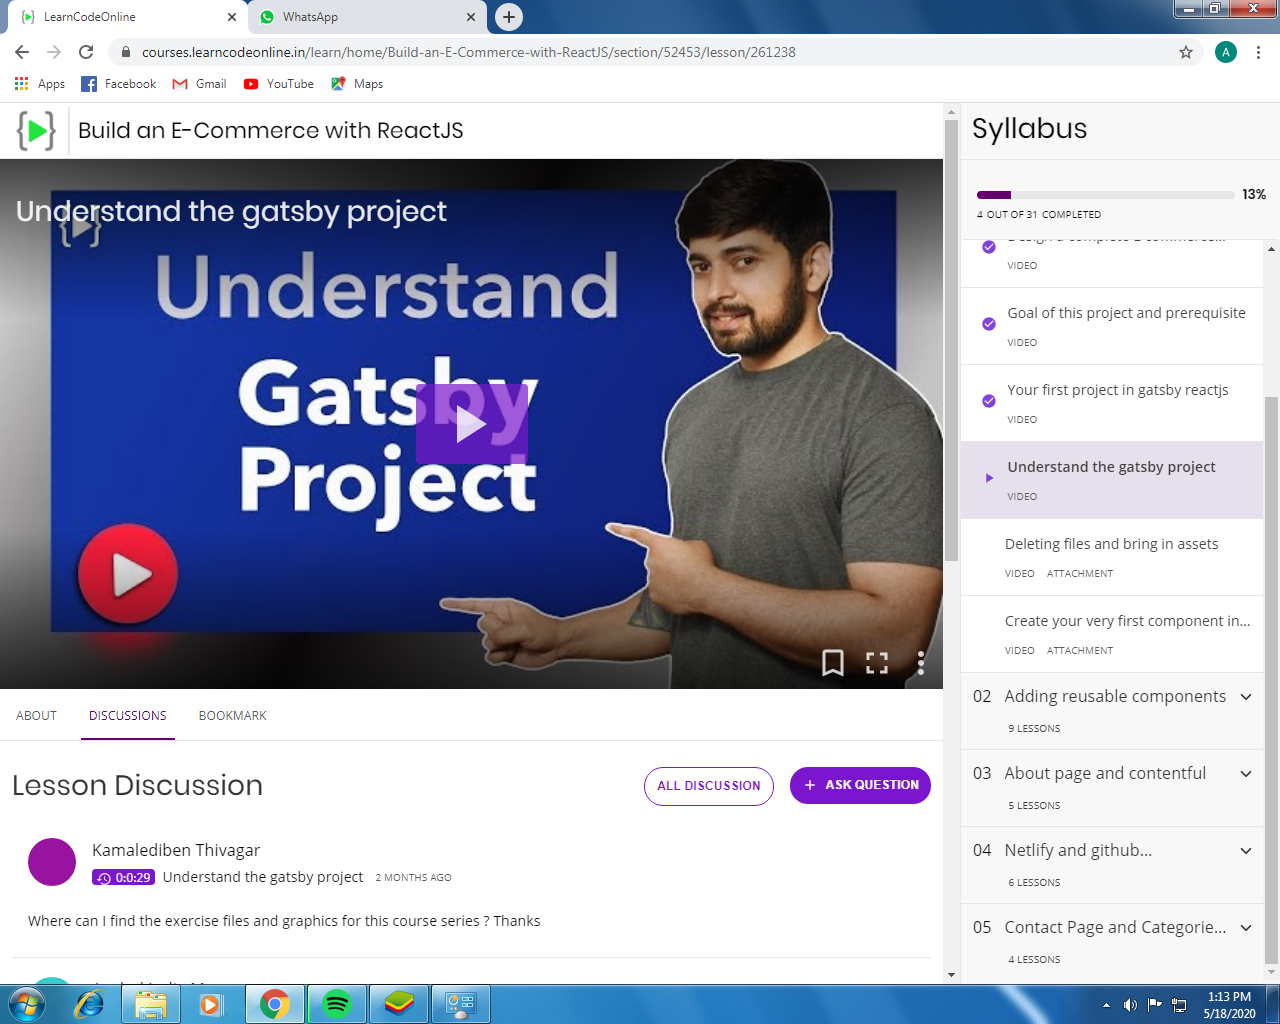 LearnCodeOnline
WhatsApp
courses.learncodeonline.in/learn/home/Build-an-E-Commerce-with-ReactJS/section/52453/lesson/261238
A
Apps
Facebook
Gmail
YouTube
Maps
Build an E-Commerce with ReactJS
Understand the gatsby project
Understand
Gatsby
Project
ABOUT
DISCUSSIONS
BOOKMARK
Lesson Discussion
ALL DISCUSSION
+ ASK QUESTION
Kamalediben Thivagar
0:0:29 Understand the gatsby project 2 MONTHS AGO
Where can I find the exercise files and graphics for this course series ? Thanks
Syllabus
13%
4 OUT OF 31 COMPLETED
VIDEO
Goal of this project and prerequisite
VIDEO
Your first project in gatsby reactjs
VIDEO
Understand the gatsby project
VIDEO
Deleting files and bring in assets
VIDEO ATTACHMENT
Create your very first component in...
VIDEO ATTACHMENT
02 Adding reusable components
9 LESSONS
03 About page and contentful
5 LESSONS
04 Netlify and github...
6 LESSONS
05 Contact Page and Categorie...
4 LESSONS
1:13 PM
5/18/2020